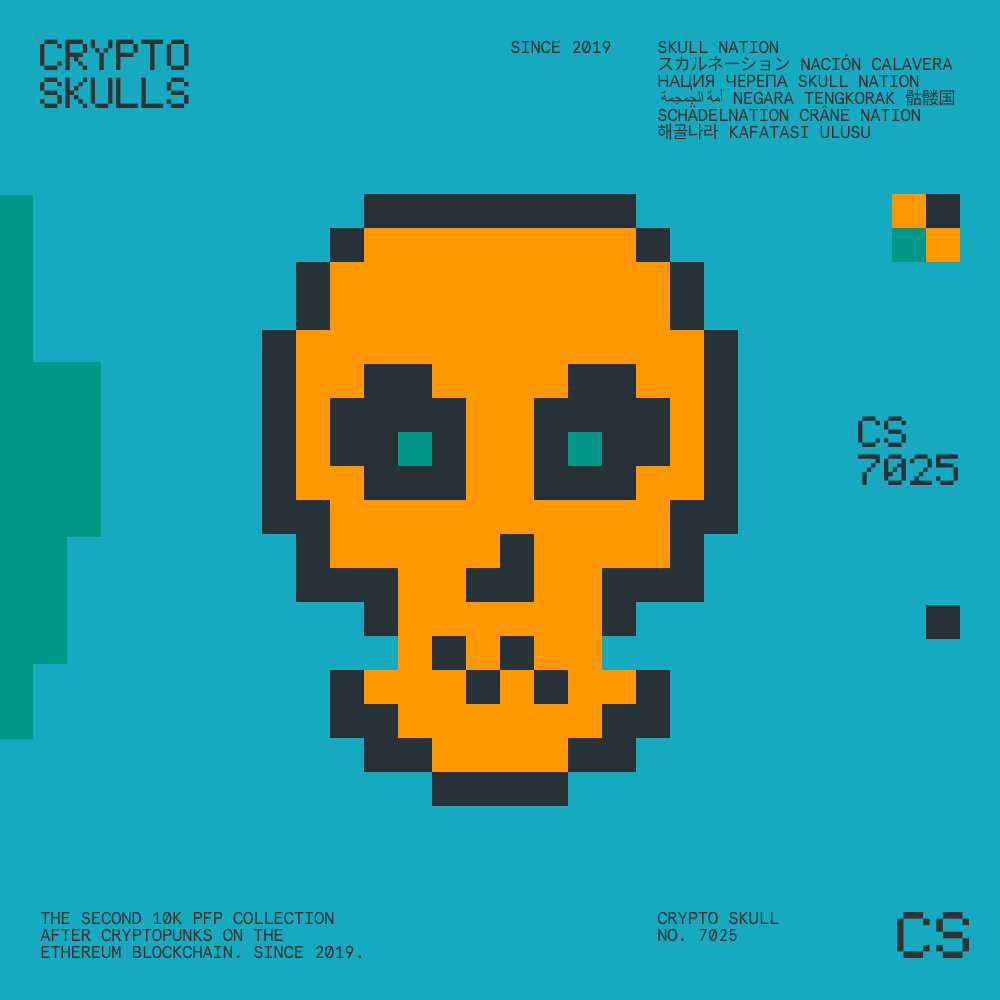 CRYPTO
SKULLS
SINCE 2019
SKULL NATION
スカルネーション NACIÓN CALAVERA
НАЦИЯ ЧЕРЕПА SKULL NATION
أمة الجمجمة NEGARA TENGKORAK 骷髅国
SCHÄDELNATION CRÂNE NATION
해골나라 KAFATASI ULUSU
CS
7025
THE SECOND 10K PFP COLLECTION
AFTER CRYPTOPUNKS ON THE
ETHEREUM BLOCKCHAIN. SINCE 2019.
CRYPTO SKULL
NO. 7025
CS